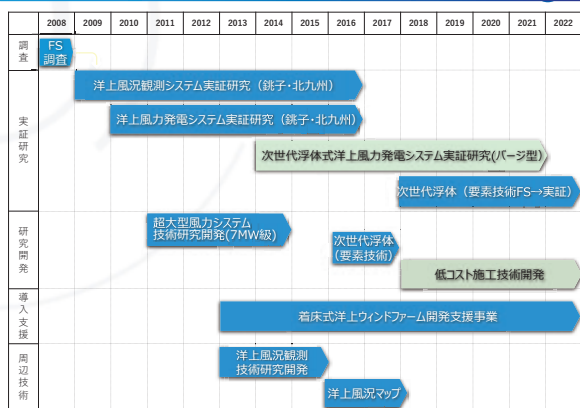 2008 2009 2010 2011 2012 2013 2014 2015 2016 2017 2018 2019 2020 2021 2022
調査
FS
調査
実証研究
洋上風況観測システム実証研究（銚子・北九州）
洋上風力発電システム実証研究（銚子・北九州）
次世代浮体式洋上風力発電システム実証研究(バージ型)
次世代浮体（要素技術FS→実証）
研究開発
超大型風力システム
技術研究開発(7MW級)
次世代浮体
（要素技術）
低コスト施工技術開発
導入支援
着床式洋上ウィンドファーム開発支援事業
周辺技術
洋上風況観測
技術研究開発
洋上風況マップ